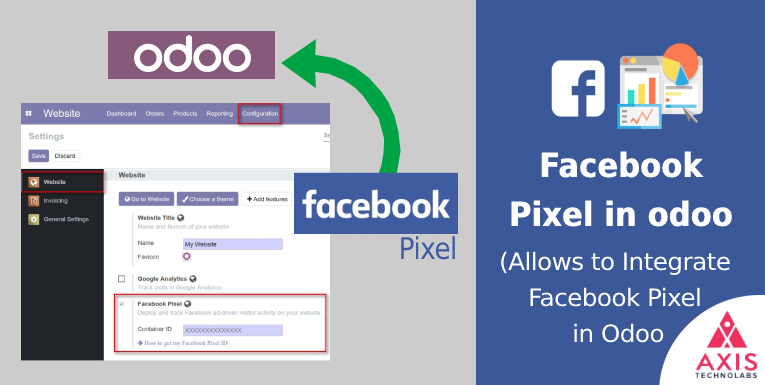 odoo
Website
Dashboard
Orders
Products
Reporting
Configuration
Settings
Se
Save
Discard
Website
Invoicing
General Settings
Website
Go to Website
Choose a theme
+ Add features
Website Title
Name and favicon of your website
Name
My Website
Favicon
Google Analytics
Track visits in Google Analytics
Facebook Pixel
Deploy and track Facebook ad-driven visitor activity on your website.
Container ID
XXXXXXXXXXXXXX
How to get my Facebook Pixel ID
facebook
Pixel
Facebook
Pixel in odoo
(Allows to Integrate
Facebook Pixel
in Odoo
AXIS
TECHNOLABS